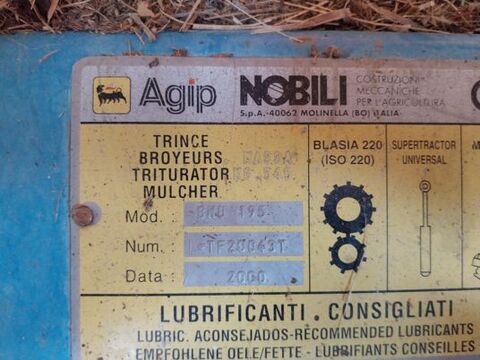 Agip NOBILI COSTRUZIONI
MECCANICHE
PER L'AGRICOLTURA
S.p.A.-40062 MOLINELLA (BO) ITALIA
TRINCE
BROYEURS
TRITURATOR
MULCHER
Mod. : BNU 195
Num. :
Data : 2000
BLASIA 220
(ISO 220)
SUPERTRACTOR
UNIVERSAL
LUBRIFICANTI . CONSIGLIATI
LUBRIC. ACONSEJADOS-RECOMMENDED LUBRICANTS
EMPFOHLENE OELE/FETTE - LUBRIFIANTS CONSEILLES